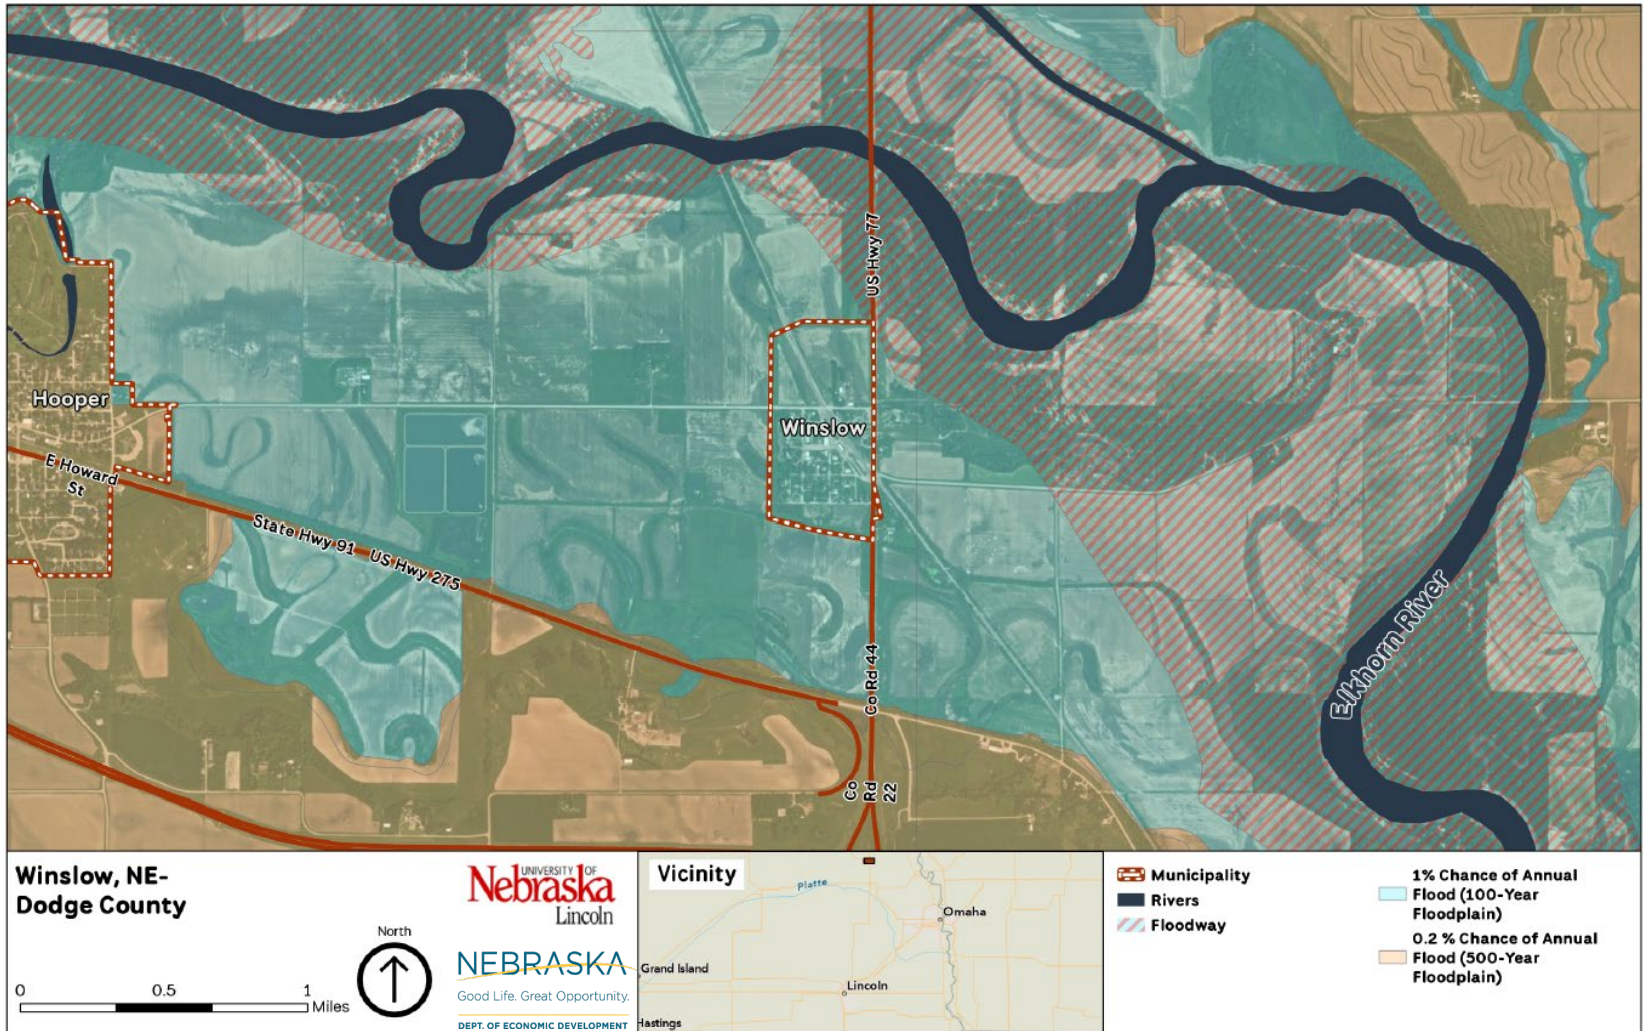 US Hwy 77
Hooper
Winslow
E Howard
St
State Hwy 91
US Hwy 275
Elkhorn River
Co Rd 44
Co
Rd
22
Winslow, NE-
Dodge County
0
0.5
1
Miles
North
UNIVERSITY OF
Nebraska
Lincoln
NEBRASKA
Good Life. Great Opportunity.
DEPT. OF ECONOMIC DEVELOPMENT
Vicinity
Platte
Omaha
Grand Island
Lincoln
Hastings
Municipality
Rivers
Floodway
1% Chance of Annual
Flood (100-Year
Floodplain)
0.2 % Chance of Annual
Flood (500-Year
Floodplain)